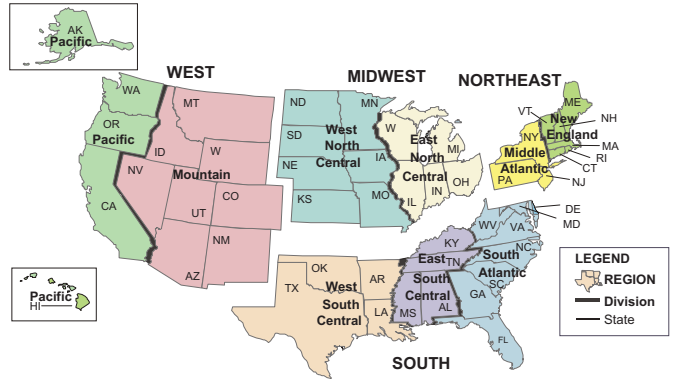 AK
Pacific
WEST
MIDWEST
NORTHEAST
WA
OR
Pacific
CA
MT
ID
W
NV
Mountain
UT
CO
AZ
NM
ND
MN
SD
West
North
Central
NE
IA
KS
MO
W
East
North
Central
MI
IL
IN
OH
VT
ME
New
England
NH
MA
RI
CT
NY
Middle
Atlantic
PA
NJ
DE
MD
WV
VA
NC
South
Atlantic
SC
GA
FL
KY
East
TN
South
Central
MS
AL
OK
AR
TX
West
South
Central
LA
SOUTH
Pacific
HI
LEGEND
REGION
Division
State